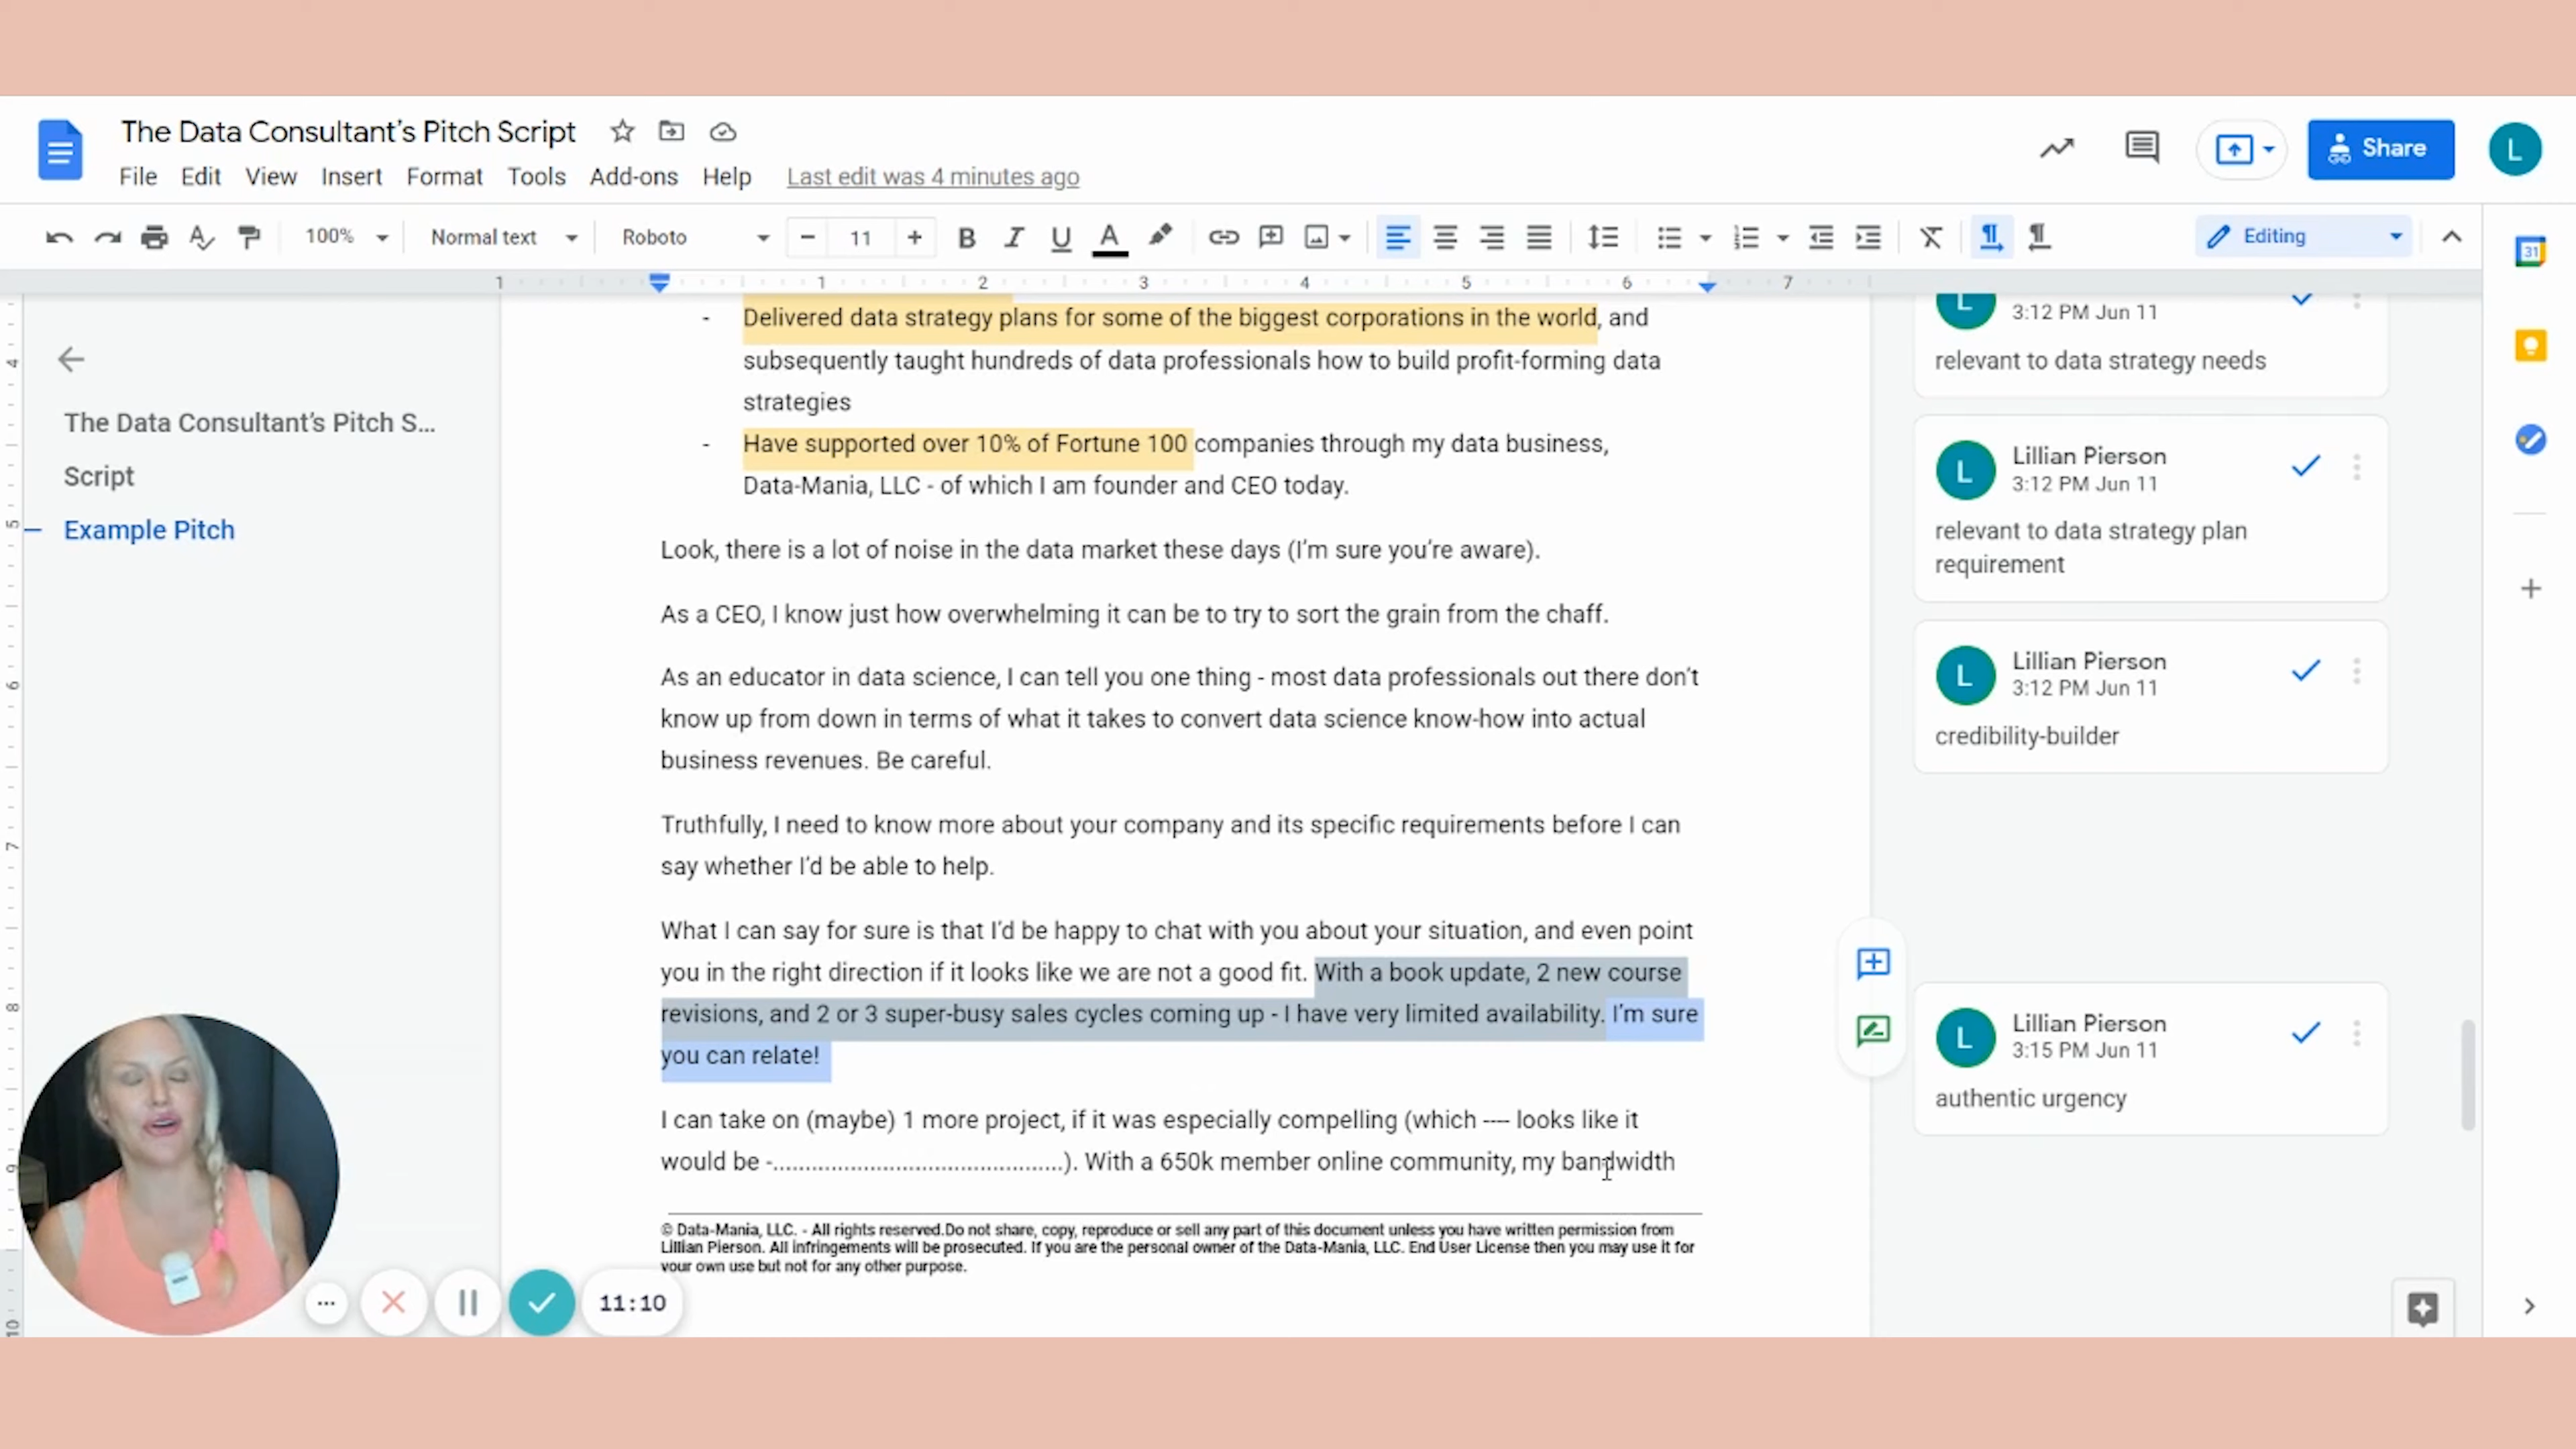 The Data Consultant’s Pitch Script
File Edit View Insert Format Tools Add-ons Help Last edit was 4 minutes ago
Share
L
100% Normal text Roboto - 11 + B I U A Editing
31
1 1 2 3 4 5 6 7
4
5
6
7
8
9
10
The Data Consultant’s Pitch S...
Script
Example Pitch
- Delivered data strategy plans for some of the biggest corporations in the world, and
subsequently taught hundreds of data professionals how to build profit-forming data
strategies
- Have supported over 10% of Fortune 100 companies through my data business,
Data-Mania, LLC - of which I am founder and CEO today.
Look, there is a lot of noise in the data market these days (I’m sure you’re aware).
As a CEO, I know just how overwhelming it can be to try to sort the grain from the chaff.
As an educator in data science, I can tell you one thing - most data professionals out there don’t
know up from down in terms of what it takes to convert data science know-how into actual
business revenues. Be careful.
Truthfully, I need to know more about your company and its specific requirements before I can
say whether I’d be able to help.
What I can say for sure is that I’d be happy to chat with you about your situation, and even point
you in the right direction if it looks like we are not a good fit. With a book update, 2 new course
revisions, and 2 or 3 super-busy sales cycles coming up - I have very limited availability. I’m sure
you can relate!
I can take on (maybe) 1 more project, if it was especially compelling (which ---- looks like it
would be -.............................................). With a 650k member online community, my bandwidth
© Data-Mania, LLC. - All rights reserved.Do not share, copy, reproduce or sell any part of this document unless you have written permission from
Lillian Pierson. All infringements will be prosecuted. If you are the personal owner of the Data-Mania, LLC. End User License then you may use it for
your own use but not for any other purpose.
L
3:12 PM Jun 11
relevant to data strategy needs
L
Lillian Pierson
3:12 PM Jun 11
relevant to data strategy plan
requirement
L
Lillian Pierson
3:12 PM Jun 11
credibility-builder
L
Lillian Pierson
3:15 PM Jun 11
authentic urgency
11:10